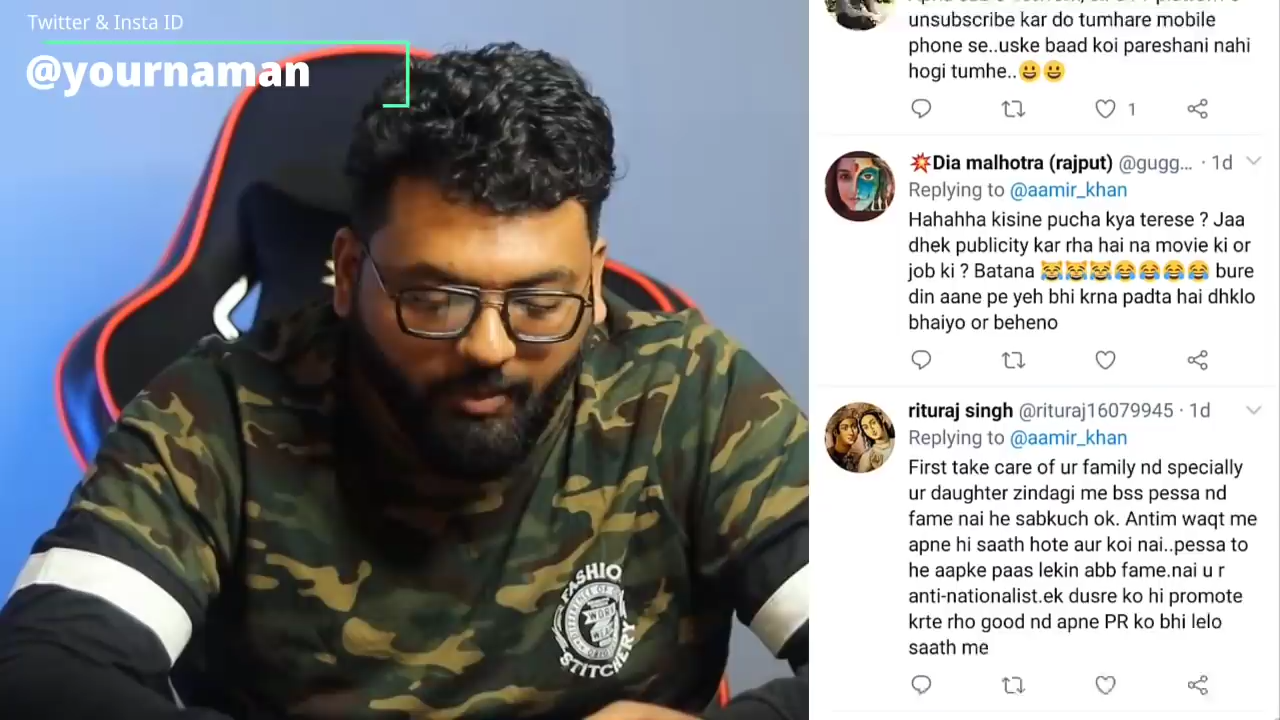 Twitter & Insta ID
@yournaman
unsubscribe kar do tumhare mobile
phone se..uske baad koi pareshani nahi
hogi tumhe..😀😀
1
💥Dia malhotra (rajput) @gugg... · 1d
Replying to @aamir_khan
Hahahha kisine pucha kya terese ? Jaa
dhek publicity kar rha hai na movie ki or
job ki ? Batana 😹😹😹😂😂😂😂 bure
din aane pe yeh bhi krna padta hai dhklo
bhaiyo or beheno
rituraj singh @rituraj16079945 · 1d
Replying to @aamir_khan
First take care of ur family nd specially
ur daughter zindagi me bss pessa nd
fame nai he sabkuch ok. Antim waqt me
apne hi saath hote aur koi nai..pessa to
he aapke paas lekin abb fame.nai u r
anti-nationalist.ek dusre ko hi promote
krte rho good nd apne PR ko bhi lelo
saath me
FASHION
STITCHERY